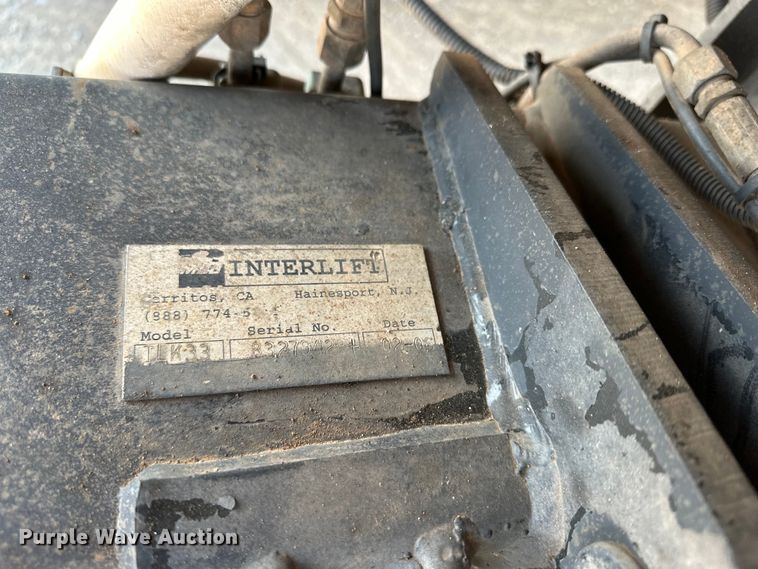 INTERLIFT
Cerritos, CA Hainesport, N.J.
(888) 774-5
Model Serial No. Date
Purple Wave Auction